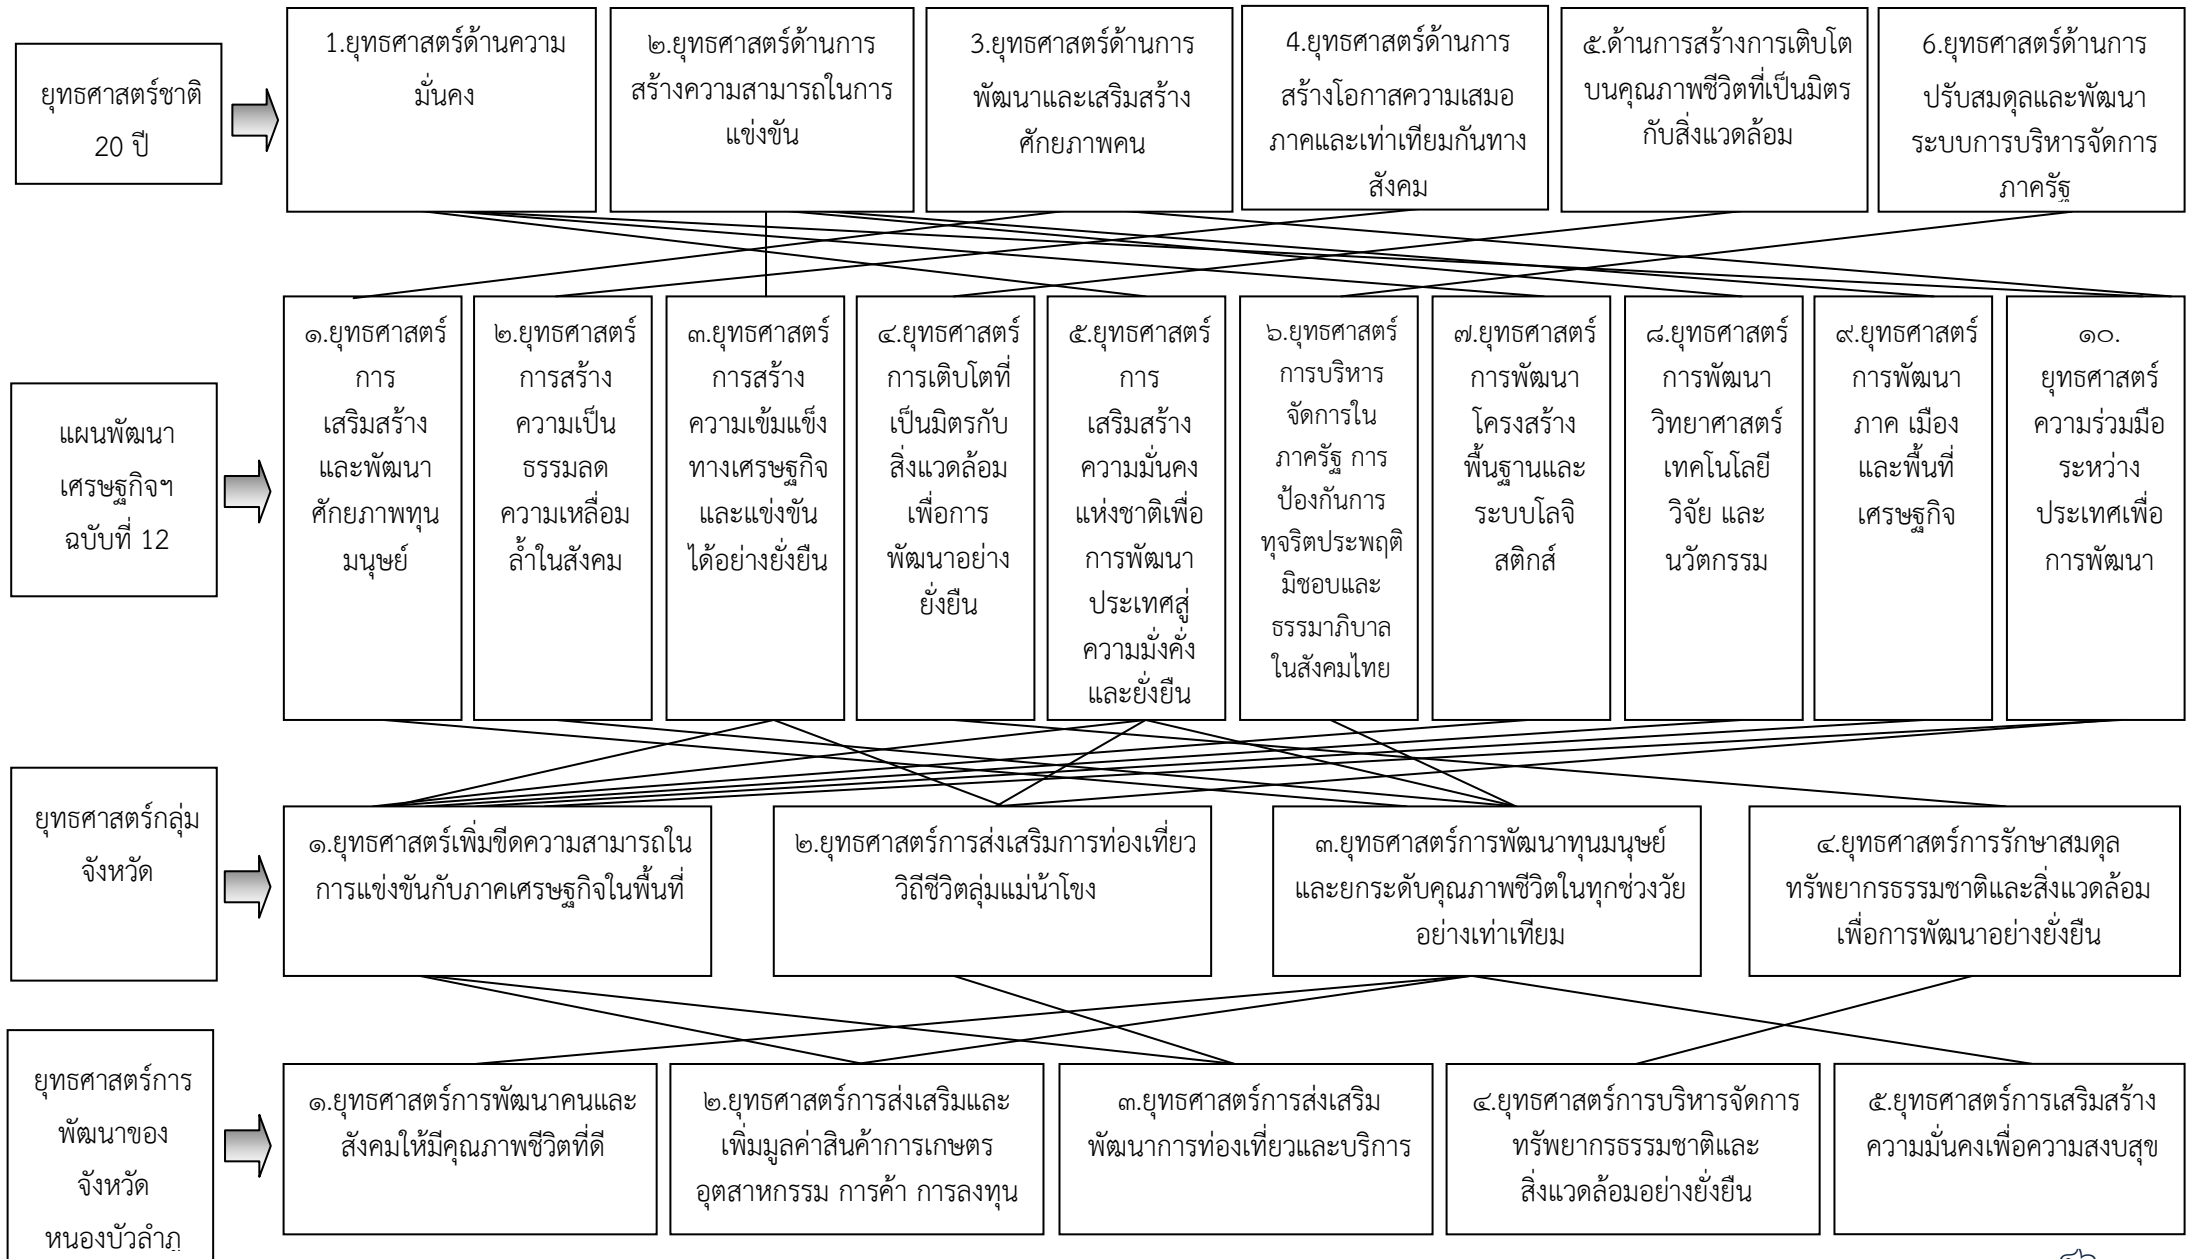 ยุทธศาสตร์ชาติ
20 ปี
1.ยุทธศาสตร์ด้านความ
มั่นคง
๒.ยุทธศาสตร์ด้านการ
สร้างความสามารถในการ
แข่งขัน
3.ยุทธศาสตร์ด้านการ
พัฒนาและเสริมสร้าง
ศักยภาพคน
4.ยุทธศาสตร์ด้านการ
สร้างโอกาสความเสมอ
ภาคและเท่าเทียมกันทาง
สังคม
๕.ด้านการสร้างการเติบโต
บนคุณภาพชีวิตที่เป็นมิตร
กับสิ่งแวดล้อม
6.ยุทธศาสตร์ด้านการ
ปรับสมดุลและพัฒนา
ระบบการบริหารจัดการ
ภาครัฐ
แผนพัฒนา
เศรษฐกิจฯ
ฉบับที่ 12
๑.ยุทธศาสตร์
การ
เสริมสร้าง
และพัฒนา
ศักยภาพทุน
มนุษย์
๒.ยุทธศาสตร์
การสร้าง
ความเป็น
ธรรมลด
ความเหลื่อม
ล้ำในสังคม
๓.ยุทธศาสตร์
การสร้าง
ความเข้มแข็ง
ทางเศรษฐกิจ
และแข่งขัน
ได้อย่างยั่งยืน
๔.ยุทธศาสตร์
การเติบโตที่
เป็นมิตรกับ
สิ่งแวดล้อม
เพื่อการ
พัฒนาอย่าง
ยั่งยืน
๕.ยุทธศาสตร์
การ
เสริมสร้าง
ความมั่นคง
แห่งชาติเพื่อ
การพัฒนา
ประเทศสู่
ความมั่งคั่ง
และยั่งยืน
๖.ยุทธศาสตร์
การบริหาร
จัดการใน
ภาครัฐ การ
ป้องกันการ
ทุจริตประพฤติ
มิชอบและ
ธรรมาภิบาล
ในสังคมไทย
๗.ยุทธศาสตร์
การพัฒนา
โครงสร้าง
พื้นฐานและ
ระบบโลจิ
สติกส์
๘.ยุทธศาสตร์
การพัฒนา
วิทยาศาสตร์
เทคโนโลยี
วิจัย และ
นวัตกรรม
๙.ยุทธศาสตร์
การพัฒนา
ภาค เมือง
และพื้นที่
เศรษฐกิจ
๑๐.
ยุทธศาสตร์
ความร่วมมือ
ระหว่าง
ประเทศเพื่อ
การพัฒนา
ยุทธศาสตร์กลุ่ม
จังหวัด
๑.ยุทธศาสตร์เพิ่มขีดความสามารถใน
การแข่งขันกับภาคเศรษฐกิจในพื้นที่
๒.ยุทธศาสตร์การส่งเสริมการท่องเที่ยว
วิถีชีวิตลุ่มแม่น้ำโขง
๓.ยุทธศาสตร์การพัฒนาทุนมนุษย์
และยกระดับคุณภาพชีวิตในทุกช่วงวัย
อย่างเท่าเทียม
๔.ยุทธศาสตร์การรักษาสมดุล
ทรัพยากรธรรมชาติและสิ่งแวดล้อม
เพื่อการพัฒนาอย่างยั่งยืน
ยุทธศาสตร์การ
พัฒนาของ
จังหวัด
หนองบัวลำภู
๑.ยุทธศาสตร์การพัฒนาคนและ
สังคมให้มีคุณภาพชีวิตที่ดี
๒.ยุทธศาสตร์การส่งเสริมและ
เพิ่มมูลค่าสินค้าการเกษตร
อุตสาหกรรม การค้า การลงทุน
๓.ยุทธศาสตร์การส่งเสริม
พัฒนาการท่องเที่ยวและบริการ
๔.ยุทธศาสตร์การบริหารจัดการ
ทรัพยากรธรรมชาติและ
สิ่งแวดล้อมอย่างยั่งยืน
๕.ยุทธศาสตร์การเสริมสร้าง
ความมั่นคงเพื่อความสงบสุข